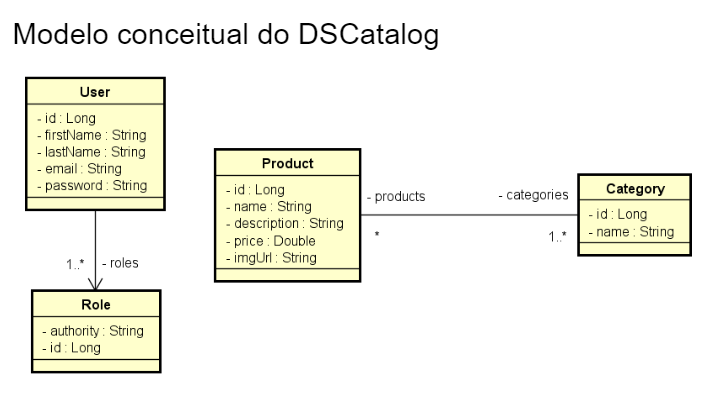 Modelo conceitual do DSCatalog
User
- id : Long
- firstName : String
- lastName : String
- email : String
- password : String
1..*
- roles
Role
- authority : String
- id : Long
Product
- id : Long
- name : String
- description : String
- price : Double
- imgUrl : String
- products
*
- categories
1..*
Category
- id : Long
- name : String